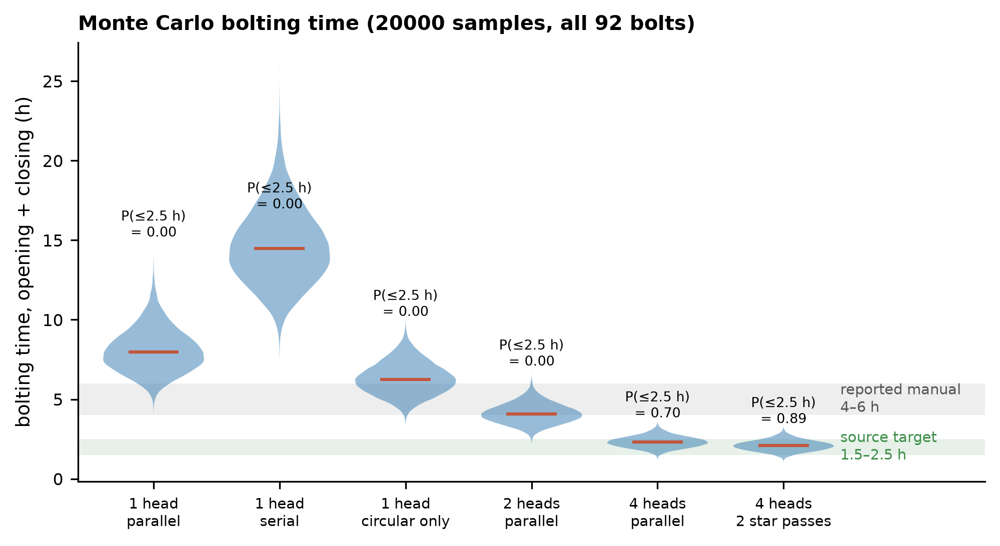 Monte Carlo bolting time (20000 samples, all 92 bolts)
bolting time, opening + closing (h)
25
20
15
10
5
0
P(≤2.5 h)
= 0.00
P(≤2.5 h)
= 0.00
P(≤2.5 h)
= 0.00
P(≤2.5 h)
= 0.00
P(≤2.5 h)
= 0.70
P(≤2.5 h)
= 0.89
reported manual
4–6 h
source target
1.5–2.5 h
1 head
parallel
1 head
serial
1 head
circular only
2 heads
parallel
4 heads
parallel
4 heads
2 star passes